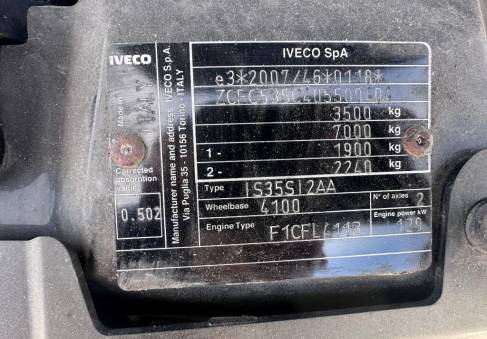 IVECO
IVECO SpA
Made in
ITALY
Manufacturer name and address IVECO S.p.A.
Via Puglia 35 - 10156 Torino - ITALY
e3*2007/46*0118*
3500 kg
7000 kg
1- 1900 kg
2- 2240 kg
Corrected absorption value
0.502
Type IS35SI2AA
N° of axles 2
Wheelbase 4100
Engine power kW
Engine Type